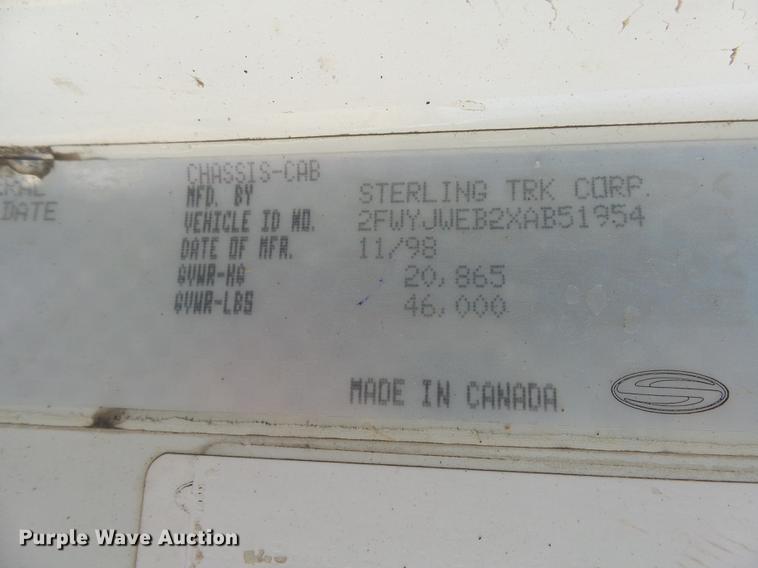 CHASSIS-CAB
MFD. BY STERLING TRK CORP.
DATE VEHICLE ID NO. 2FWYJWEB2XAB51954
DATE OF MFR. 11/98
GVWR-KG 20,865
GVWR-LBS 46,000
MADE IN CANADA
S
Purple Wave Auction